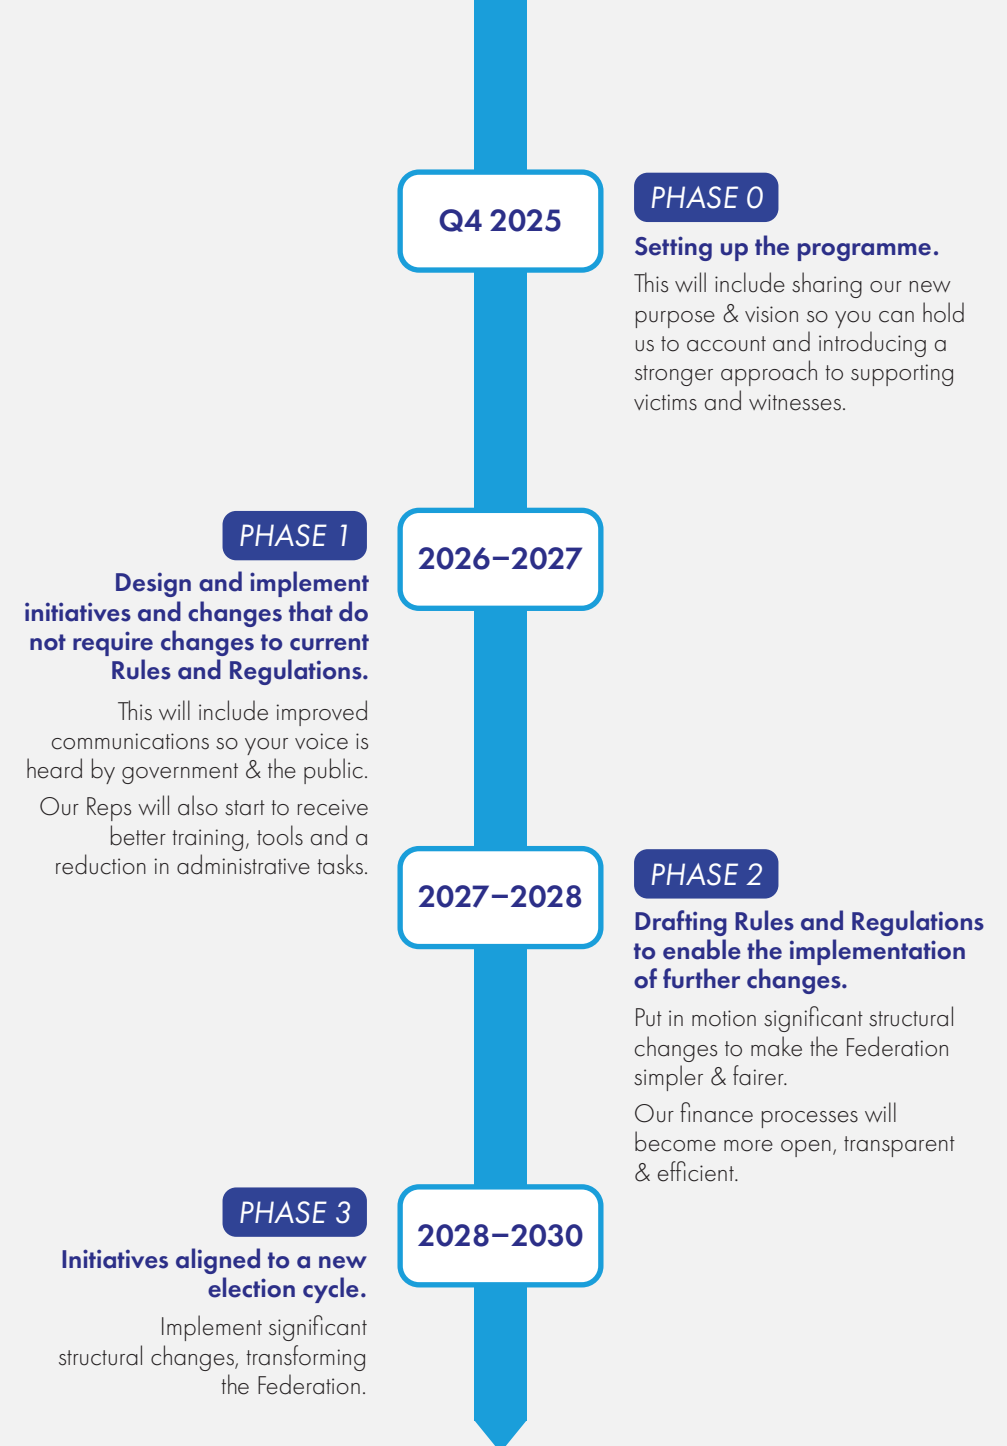 Q4 2025
PHASE 0
Setting up the programme.
This will include sharing our new
purpose & vision so you can hold
us to account and introducing a
stronger approach to supporting
victims and witnesses.
PHASE 1
2026–2027
Design and implement
initiatives and changes that do
not require changes to current
Rules and Regulations.
This will include improved
communications so your voice is
heard by government & the public.
Our Reps will also start to receive
better training, tools and a
reduction in administrative tasks.
2027–2028
PHASE 2
Drafting Rules and Regulations
to enable the implementation
of further changes.
Put in motion significant structural
changes to make the Federation
simpler & fairer.
Our finance processes will
become more open, transparent
& efficient.
PHASE 3
2028–2030
Initiatives aligned to a new
election cycle.
Implement significant
structural changes, transforming
the Federation.